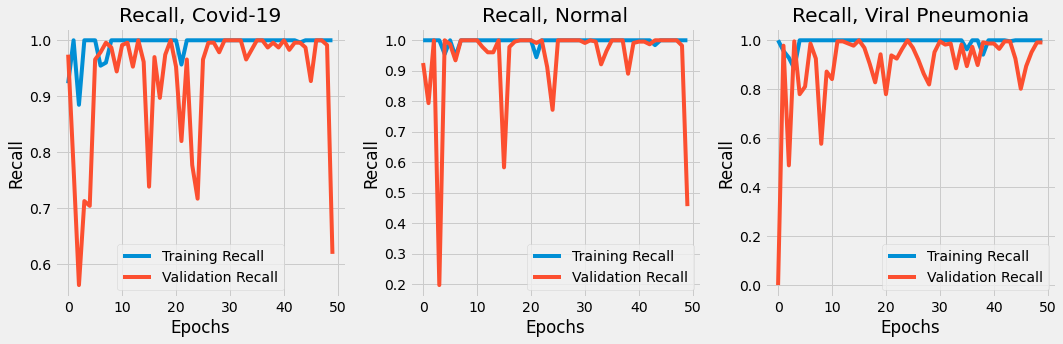 Recall, Covid-19
1.0
0.9
0.8
0.7
0.6
Recall
0
10
20
30
40
50
Epochs
Training Recall
Validation Recall
Recall, Normal
1.0
0.9
0.8
0.7
0.6
0.5
0.4
0.3
0.2
Recall
0
10
20
30
40
50
Epochs
Training Recall
Validation Recall
Recall, Viral Pneumonia
1.0
0.8
0.6
0.4
0.2
0.0
Recall
0
10
20
30
40
50
Epochs
Training Recall
Validation Recall